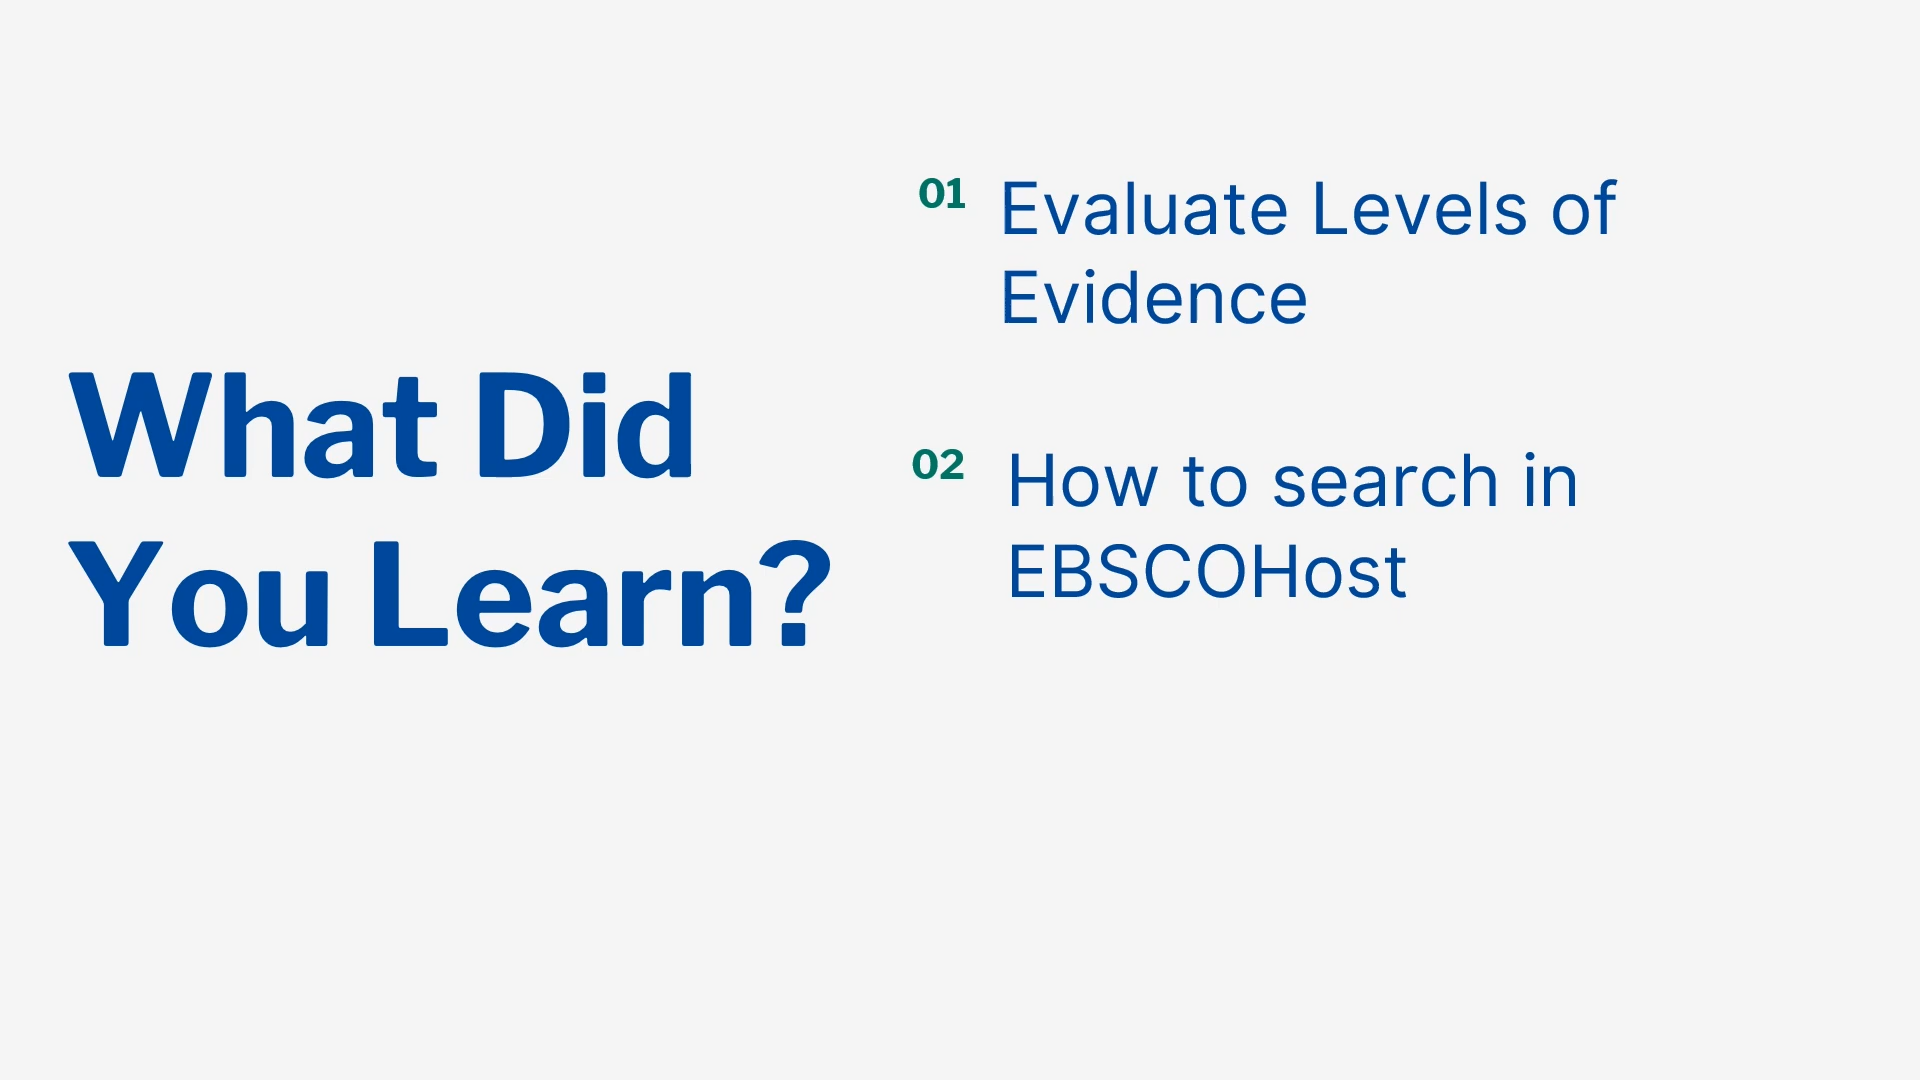 What Did
You Learn?
01 Evaluate Levels of
Evidence
02 How to search in
EBSCOHost